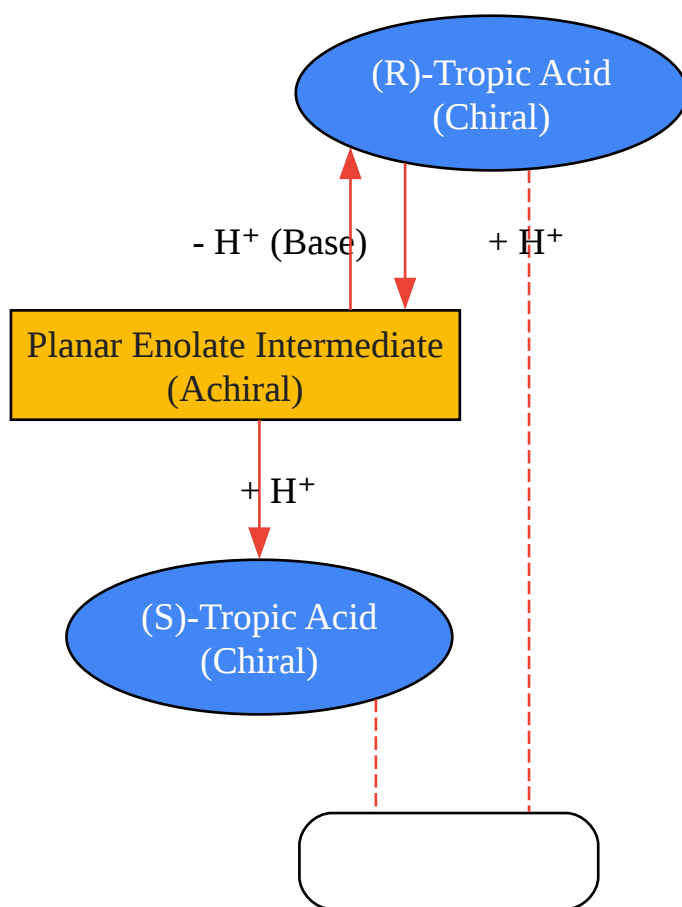 (R)-Tropic Acid
(Chiral)
- H⁺ (Base)
+ H⁺
Planar Enolate Intermediate
(Achiral)
+ H⁺
(S)-Tropic Acid
(Chiral)